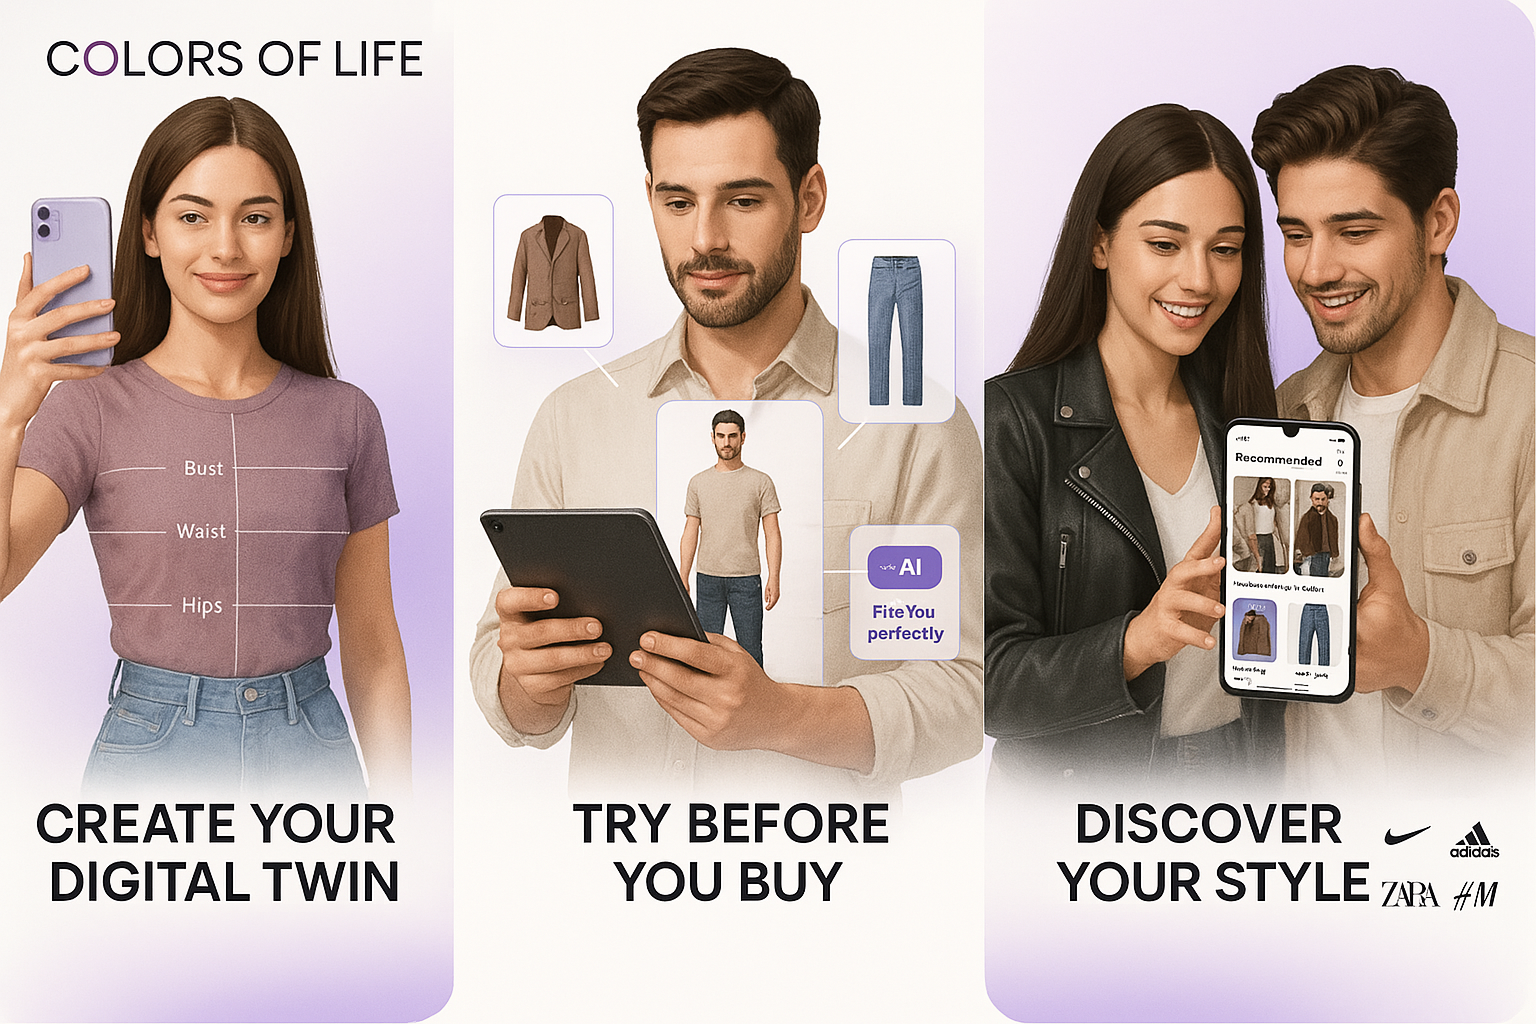 COLORS OF LIFE
Bust
Waist
Hips
CREATE YOUR
DIGITAL TWIN
AI
Fite You
perfectly
TRY BEFORE
YOU BUY
Recommended
0
DISCOVER
YOUR STYLE
adidais
ZARA
H&M